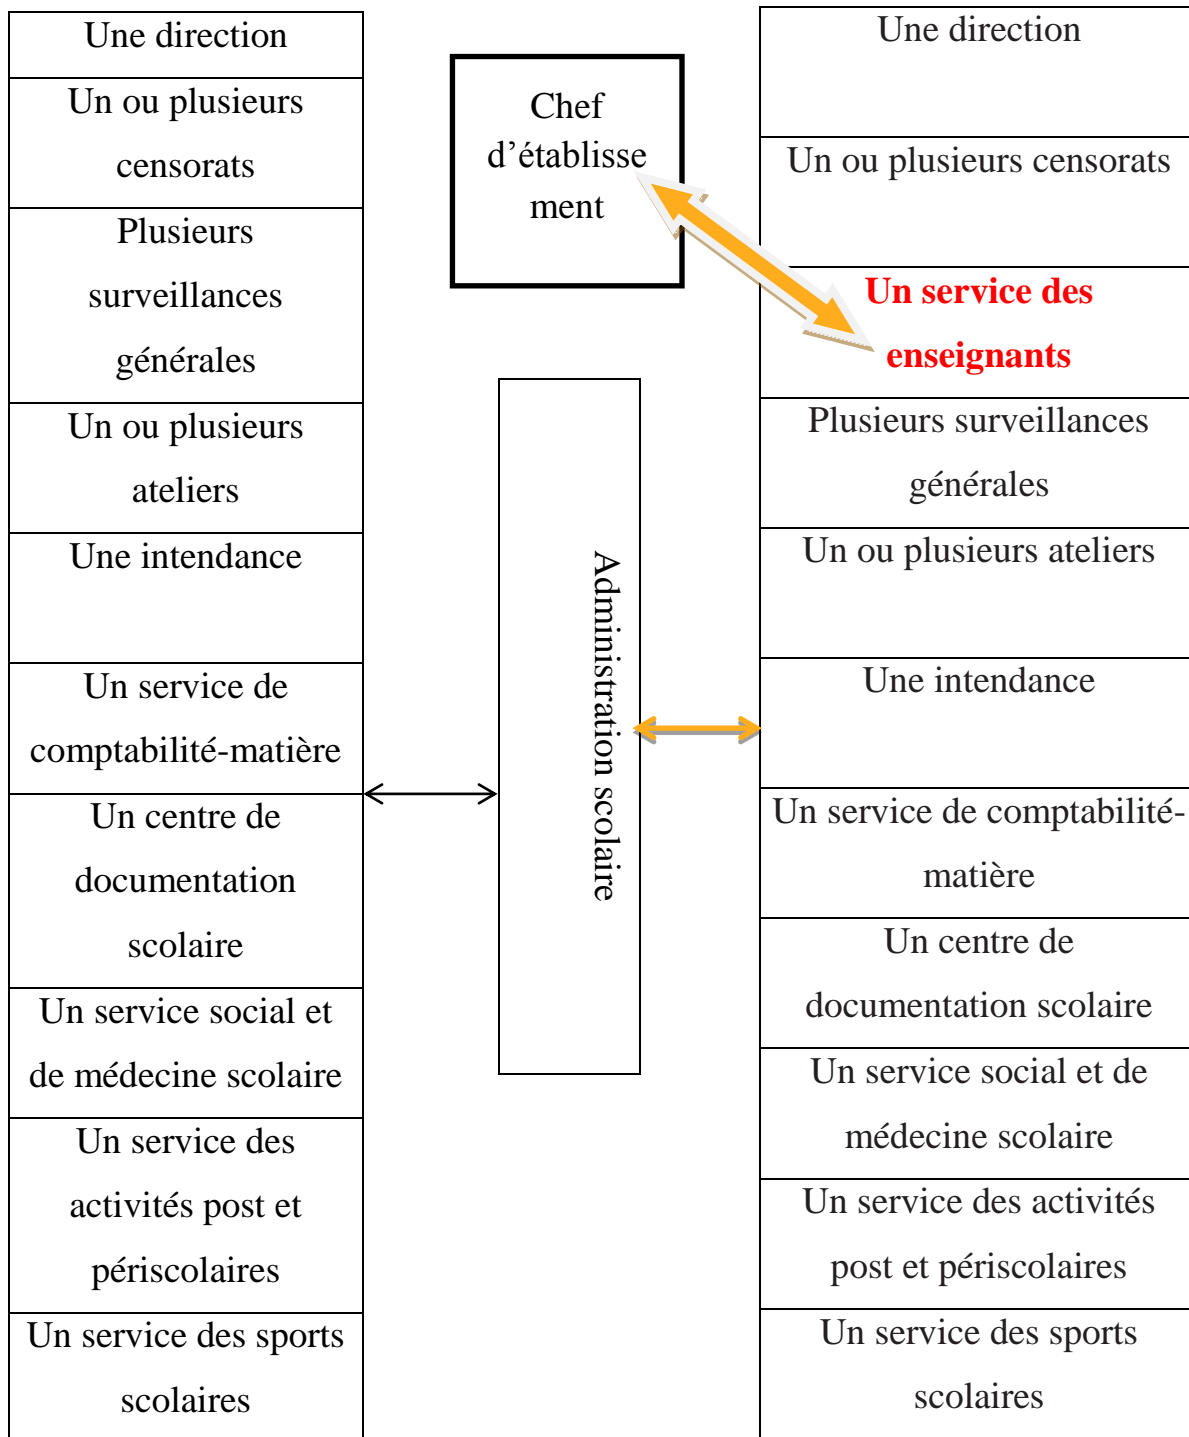 Une direction
Un ou plusieurs
censorats
Plusieurs
surveillances
générales
Un ou plusieurs
ateliers
Une intendance
Un service de
comptabilité-matière
Un centre de
documentation
scolaire
Un service social et
de médecine scolaire
Un service des
activités post et
périscolaires
Un service des sports
scolaires
Chef
d’établisse
ment
Administration scolaire
Une direction
Un ou plusieurs censorats
Un service des
enseignants
Plusieurs surveillances
générales
Un ou plusieurs ateliers
Une intendance
Un service de comptabilité-
matière
Un centre de
documentation scolaire
Un service social et de
médecine scolaire
Un service des activités
post et périscolaires
Un service des sports
scolaires